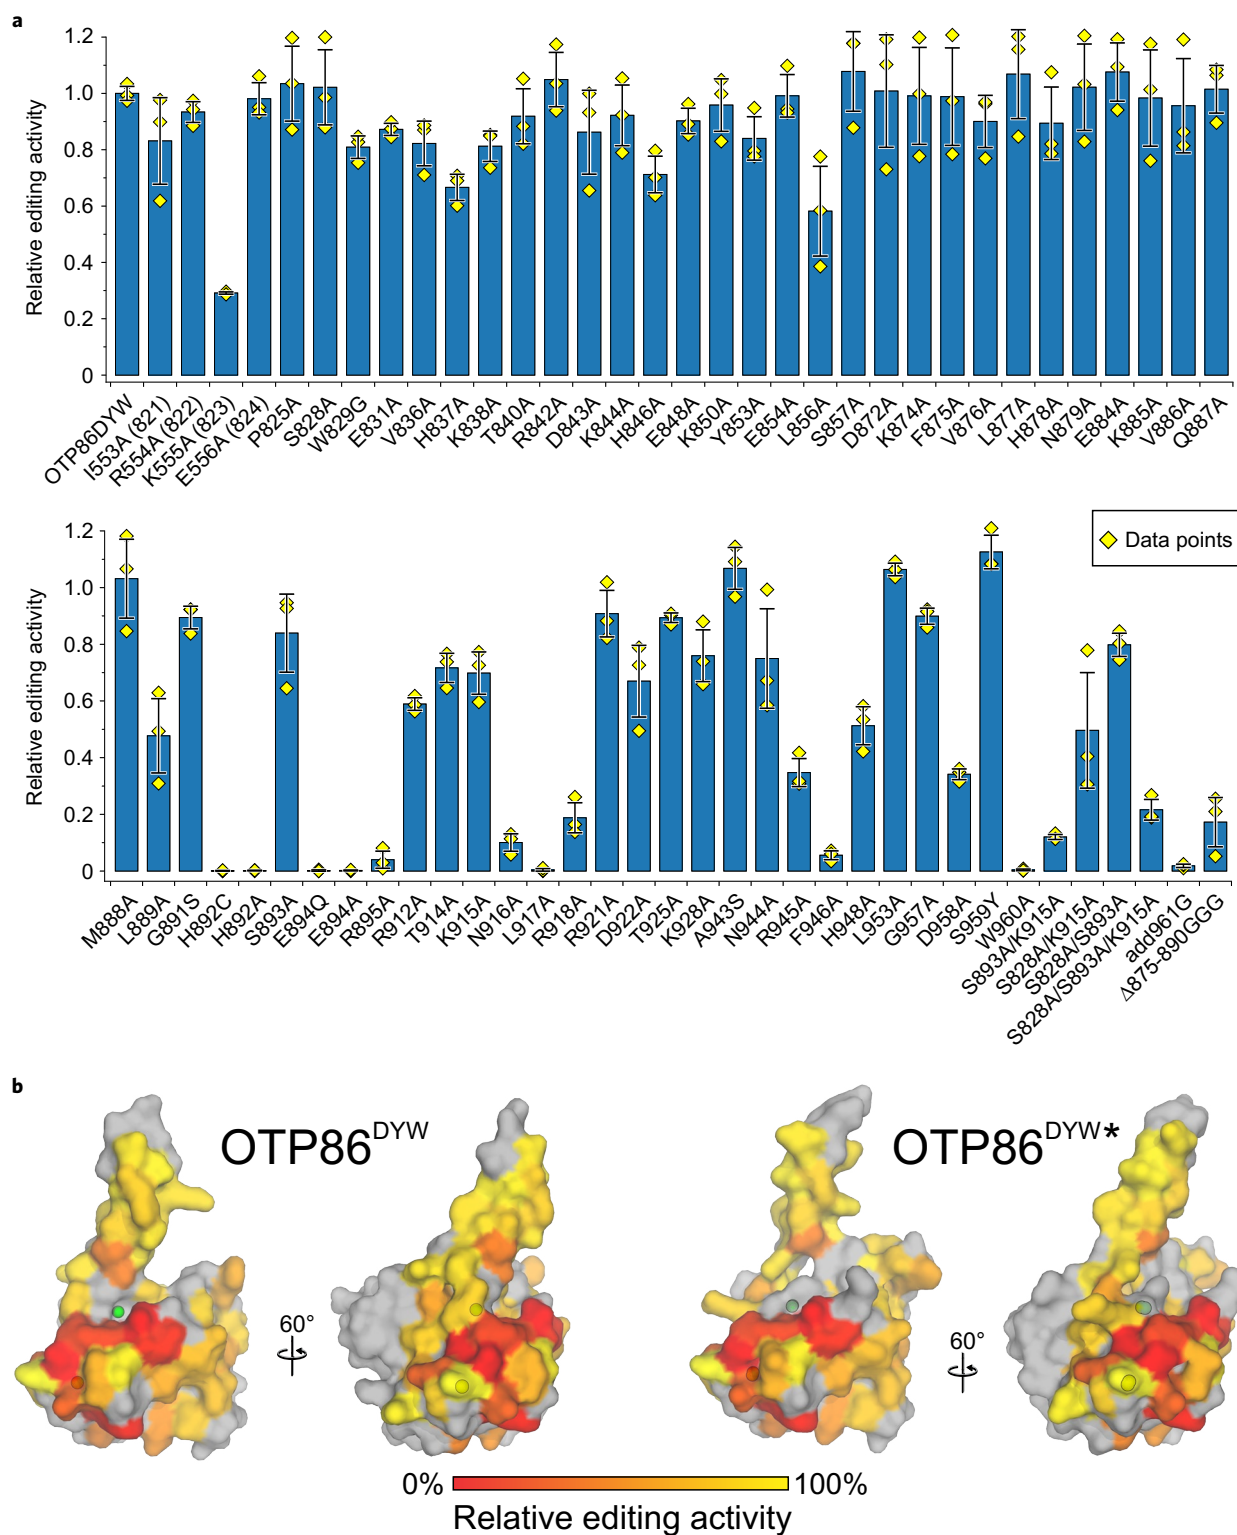 a
Relative editing activity
1.2
1.0
0.8
0.6
0.4
0.2
0
OTP86DYW
I553A (821)
R554A (822)
K555A (823)
E556A (824)
P825A
S828A
W829G
E831A
V836A
H837A
K838A
T840A
R842A
D843A
K844A
H846A
E848A
K850A
Y853A
E854A
L856A
S857A
D872A
K874A
F875A
V876A
L877A
H878A
N879A
E884A
K885A
V886A
Q887A
Relative editing activity
1.2
1.0
0.8
0.6
0.4
0.2
0
Data points
M888A
L889A
G891S
H892C
H892A
S893A
E894Q
E894A
R895A
R912A
T914A
K915A
N916A
L917A
R918A
R921A
D922A
T925A
K928A
A943S
N944A
R945A
F946A
H948A
L953A
G957A
D958A
S959Y
W960A
S893A/K915A
S828A/K915A
S828A/S893A
S828A/S893A/K915A
add961G
Δ875-890GGG
b
OTP86DYW
OTP86DYW*
60°
60°
0%
100%
Relative editing activity